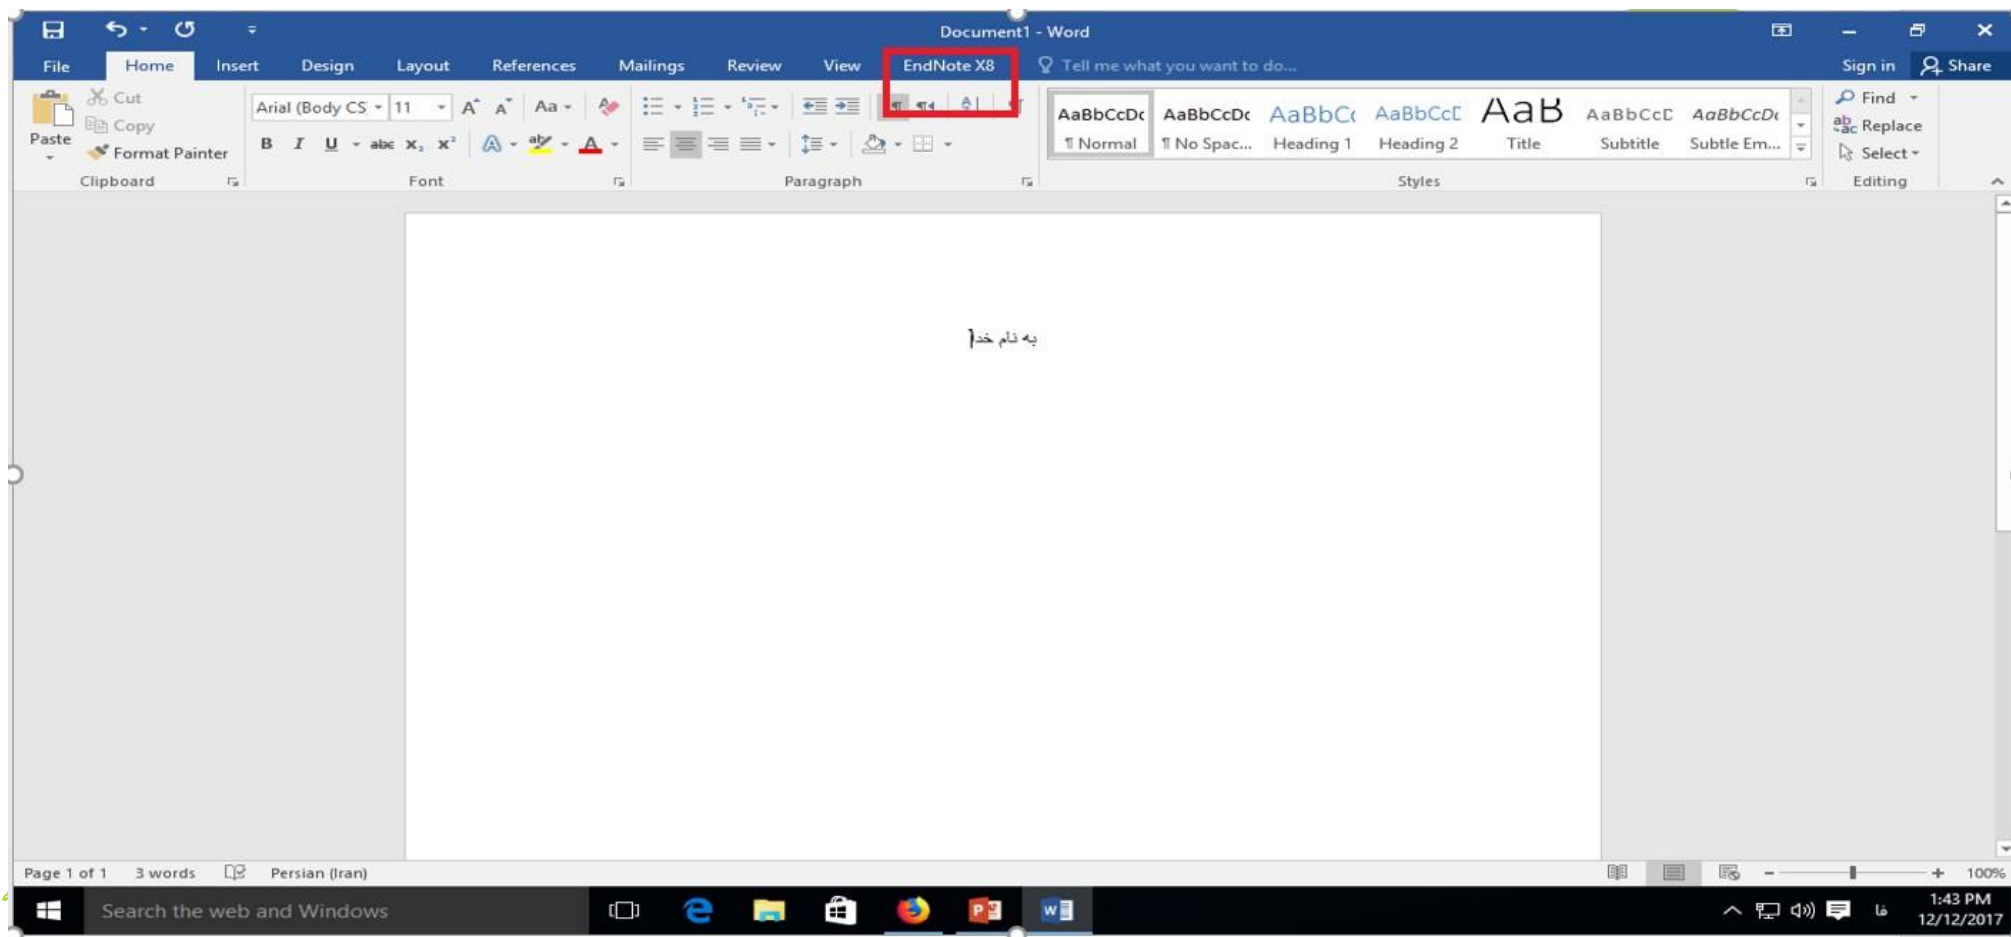 Document1 - Word
File Home Insert Design Layout References Mailings Review View EndNote X8 Tell me what you want to do... Sign in Share
Paste
Cut
Copy
Format Painter
Clipboard
Arial (Body CS 11
Font
Paragraph
AaBbCcDc AaBbCcDc AaBbCc AaBbCcC AaB AaBbCcC AaBbCcDc
¶ Normal ¶ No Spac... Heading 1 Heading 2 Title Subtitle Subtle Em...
Styles
Find
Replace
Select
Editing
به نام خدا
Page 1 of 1 3 words Persian (Iran) 100%
Search the web and Windows
فا
1:43 PM
12/12/2017